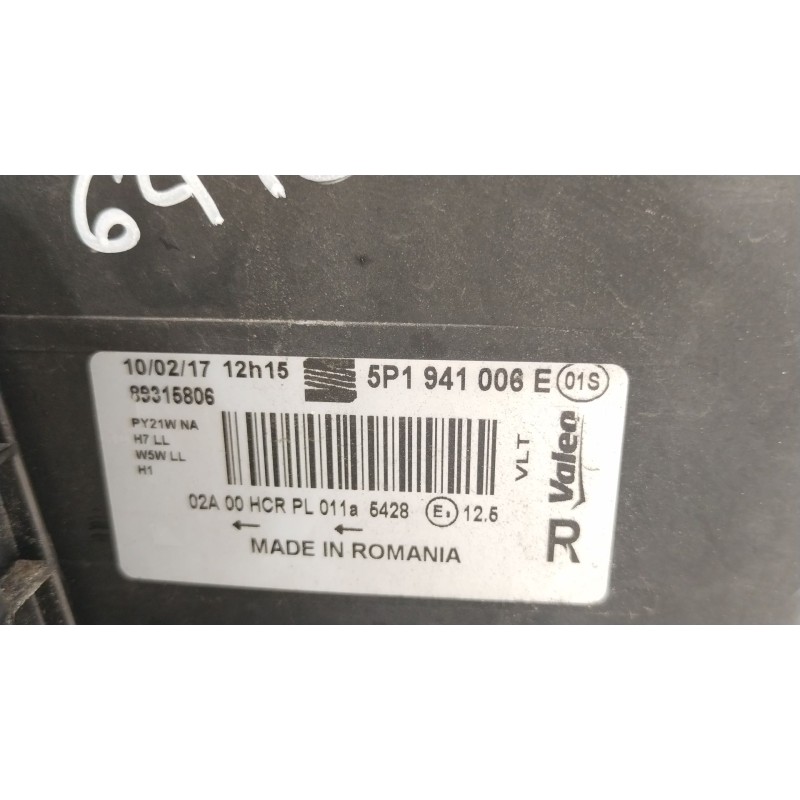 10/02/17 12h15 5P1 941 006 E 01S
89315806
PY21W NA
H7 LL
W5W LL
H1
VLT
Valeo
02A 00 HCR PL 011a 5428 E1 12.5
R
MADE IN ROMANIA